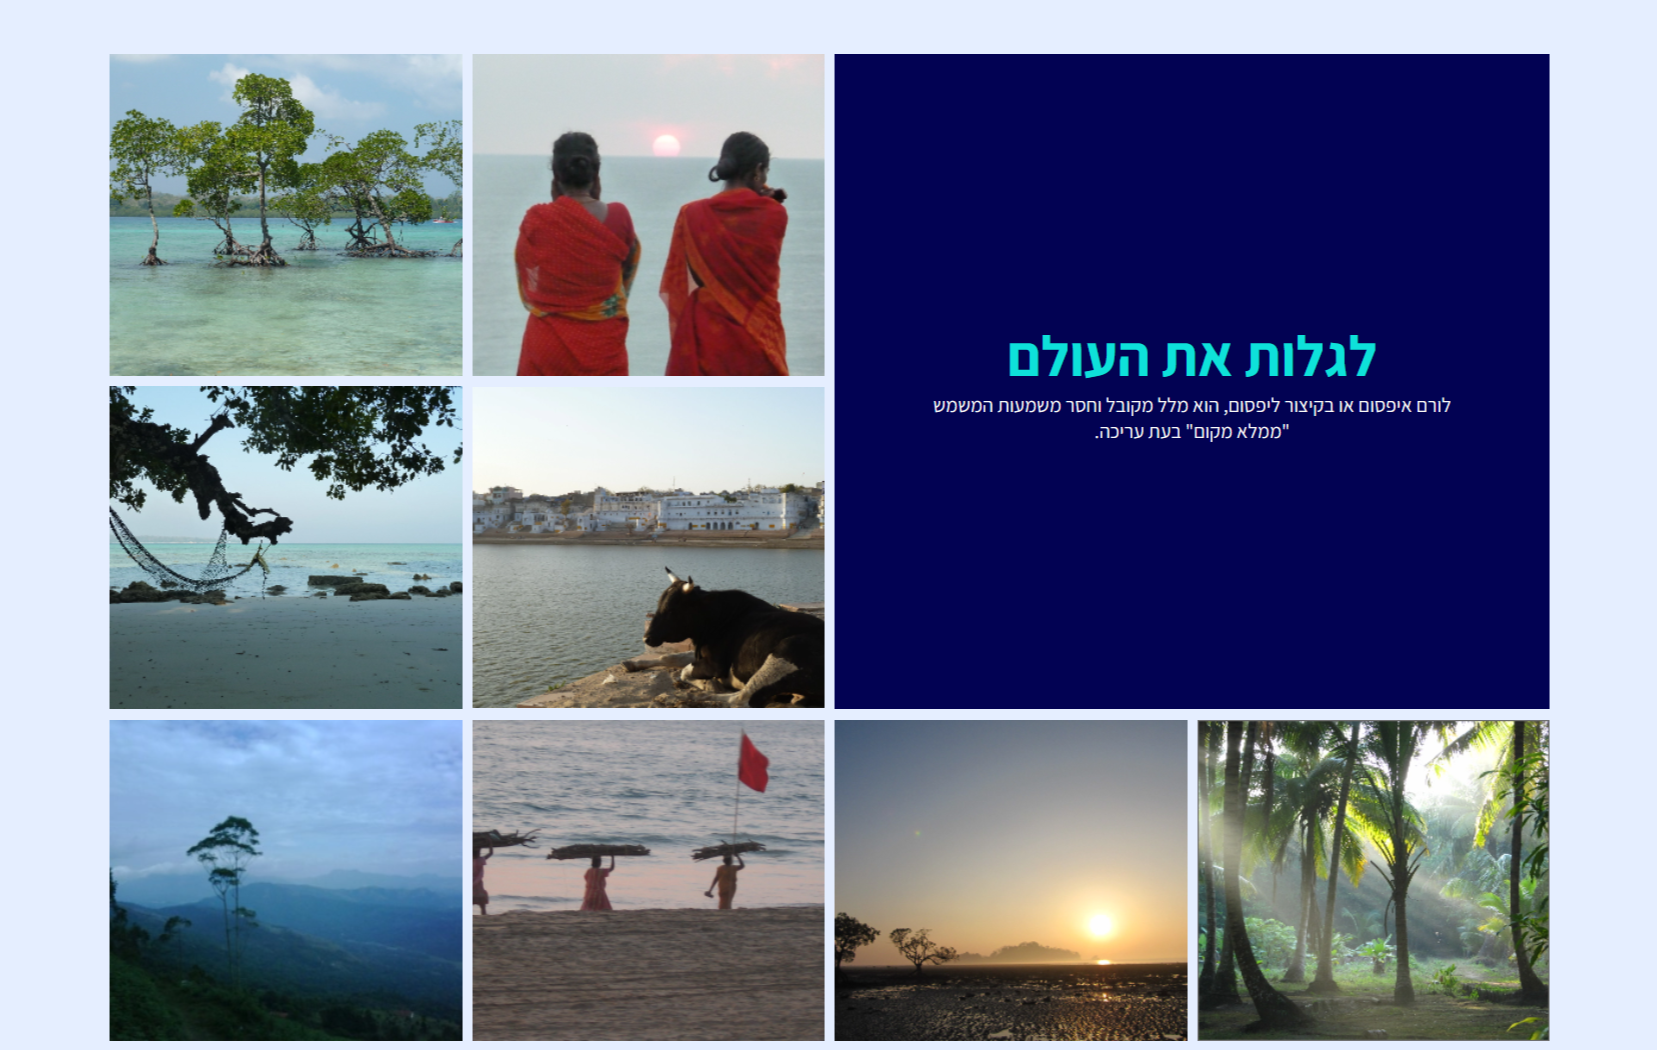 לגלות את העולם
לורם איפסום או בקיצור ליפסום, הוא מלל מקובל וחסר משמעות המשמש
"ממלא מקום" בעת עריכה.